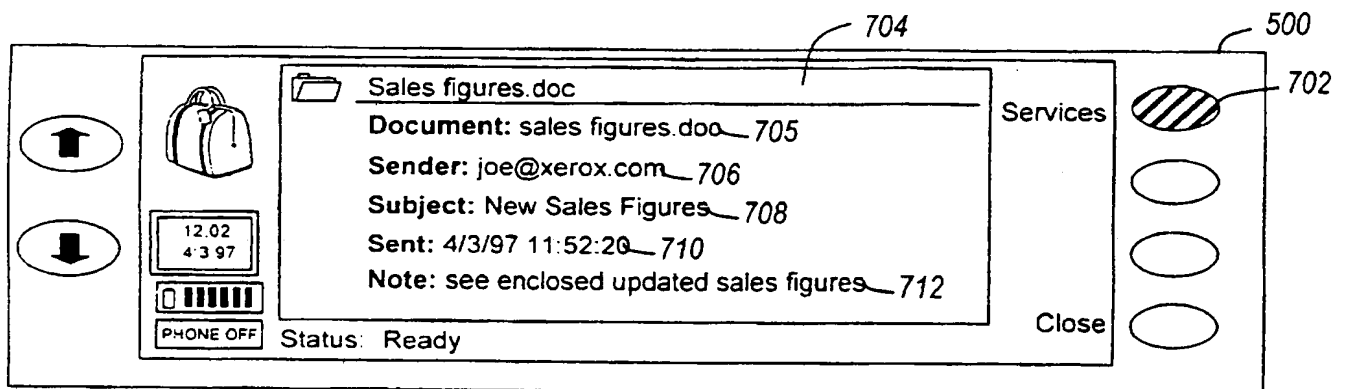 704
500
702
Sales figures.doc
Services
Document: sales figures.doc 705
Sender: joe@xerox.com 706
Subject: New Sales Figures 708
12.02
4:3 97
Sent: 4/3/97 11:52:20 710
Note: see enclosed updated sales figures 712
Close
PHONE OFF
Status: Ready